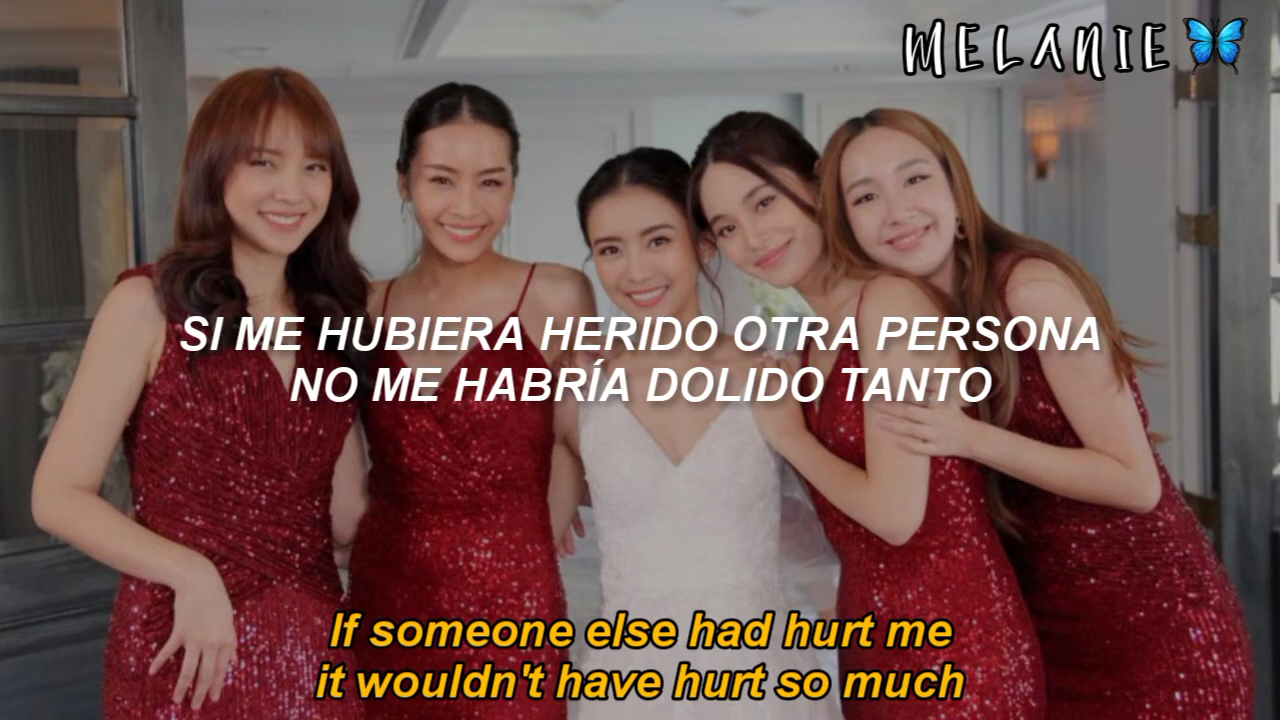 MELANIE
SI ME HUBIERA HERIDO OTRA PERSONA
NO ME HABRÍA DOLIDO TANTO
If someone else had hurt me
it wouldn't have hurt so much